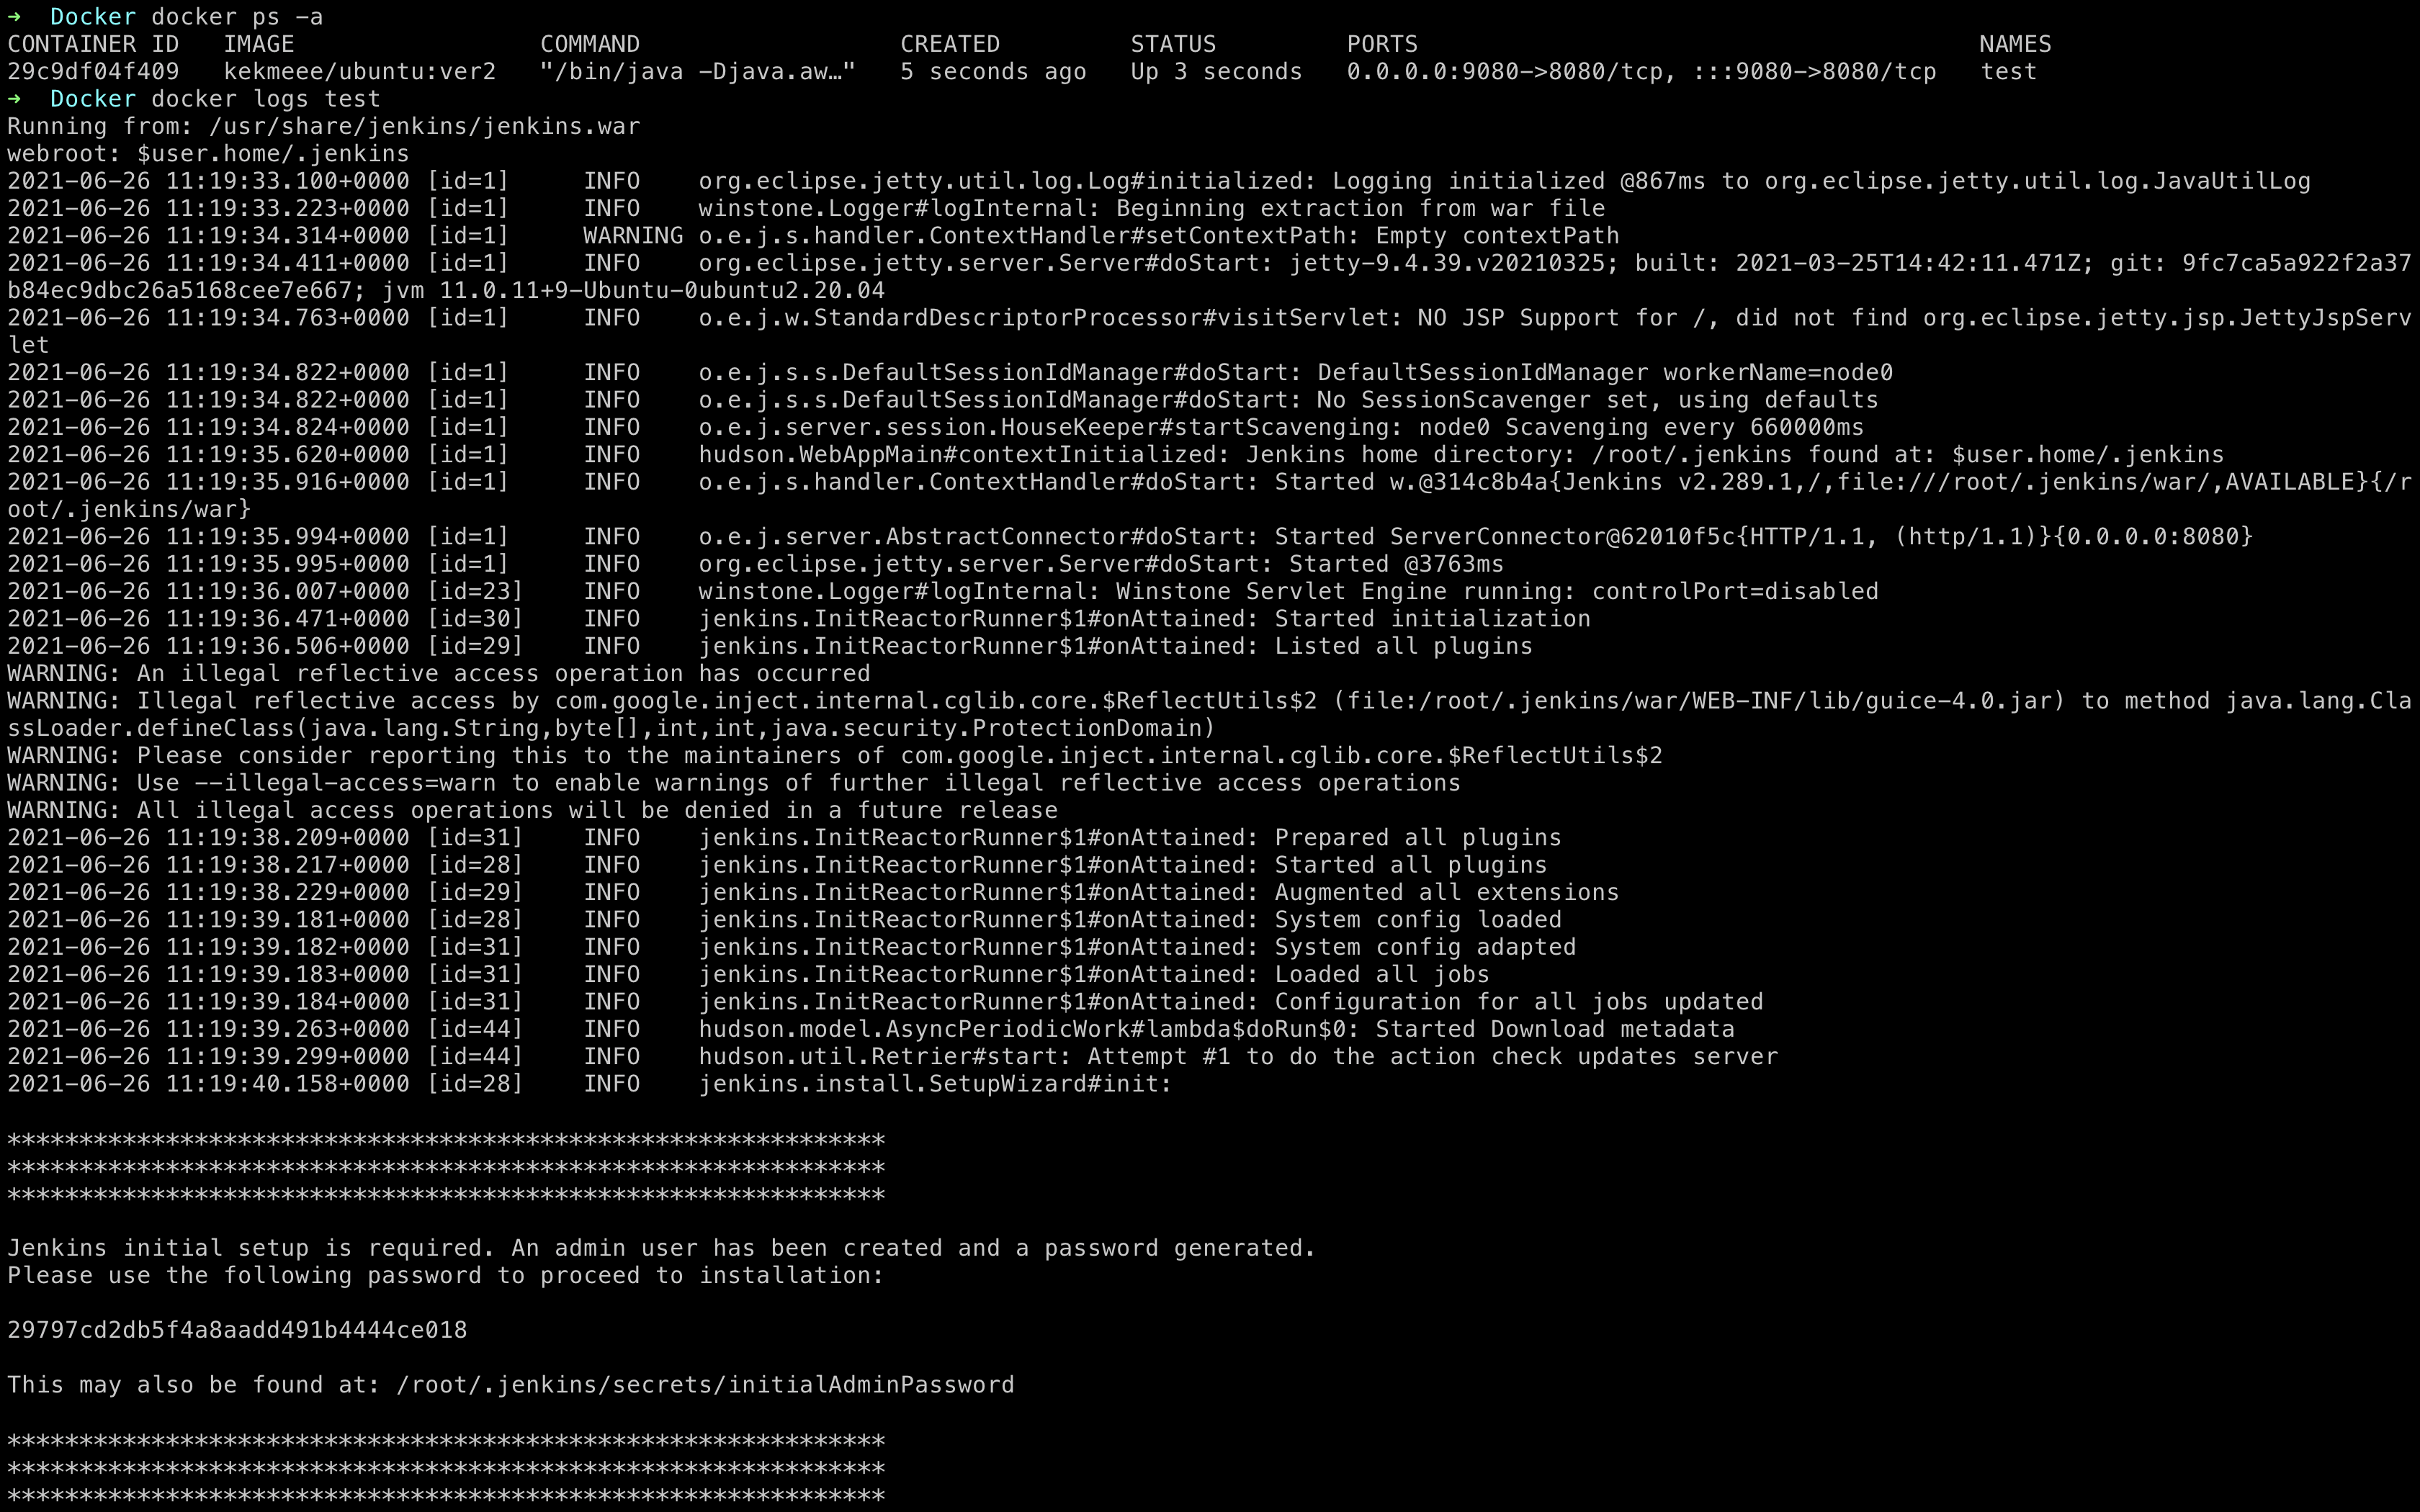 →  Docker docker ps -a
CONTAINER ID   IMAGE                 COMMAND                  CREATED         STATUS         PORTS                                       NAMES
29c9df04f409   kekmeee/ubuntu:ver2   "/bin/java -Djava.aw…"   5 seconds ago   Up 3 seconds   0.0.0.0:9080->8080/tcp, :::9080->8080/tcp   test
→  Docker docker logs test
Running from: /usr/share/jenkins/jenkins.war
webroot: $user.home/.jenkins
2021-06-26 11:19:33.100+0000 [id=1]     INFO    org.eclipse.jetty.util.log.Log#initialized: Logging initialized @867ms to org.eclipse.jetty.util.log.JavaUtilLog
2021-06-26 11:19:33.223+0000 [id=1]     INFO    winstone.Logger#logInternal: Beginning extraction from war file
2021-06-26 11:19:34.314+0000 [id=1]     WARNING o.e.j.s.handler.ContextHandler#setContextPath: Empty contextPath
2021-06-26 11:19:34.411+0000 [id=1]     INFO    org.eclipse.jetty.server.Server#doStart: jetty-9.4.39.v20210325; built: 2021-03-25T14:42:11.471Z; git: 9fc7ca5a922f2a37
b84ec9dbc26a5168cee7e667; jvm 11.0.11+9-Ubuntu-0ubuntu2.20.04
2021-06-26 11:19:34.763+0000 [id=1]     INFO    o.e.j.w.StandardDescriptorProcessor#visitServlet: NO JSP Support for /, did not find org.eclipse.jetty.jsp.JettyJspServ
let
2021-06-26 11:19:34.822+0000 [id=1]     INFO    o.e.j.s.s.DefaultSessionIdManager#doStart: DefaultSessionIdManager workerName=node0
2021-06-26 11:19:34.822+0000 [id=1]     INFO    o.e.j.s.s.DefaultSessionIdManager#doStart: No SessionScavenger set, using defaults
2021-06-26 11:19:34.824+0000 [id=1]     INFO    o.e.j.server.session.HouseKeeper#startScavenging: node0 Scavenging every 660000ms
2021-06-26 11:19:35.620+0000 [id=1]     INFO    hudson.WebAppMain#contextInitialized: Jenkins home directory: /root/.jenkins found at: $user.home/.jenkins
2021-06-26 11:19:35.916+0000 [id=1]     INFO    o.e.j.s.handler.ContextHandler#doStart: Started w.@314c8b4a{Jenkins v2.289.1,/,file:///root/.jenkins/war/,AVAILABLE}{/r
oot/.jenkins/war}
2021-06-26 11:19:35.994+0000 [id=1]     INFO    o.e.j.server.AbstractConnector#doStart: Started ServerConnector@62010f5c{HTTP/1.1, (http/1.1)}{0.0.0.0:8080}
2021-06-26 11:19:35.995+0000 [id=1]     INFO    org.eclipse.jetty.server.Server#doStart: Started @3763ms
2021-06-26 11:19:36.007+0000 [id=23]    INFO    winstone.Logger#logInternal: Winstone Servlet Engine running: controlPort=disabled
2021-06-26 11:19:36.471+0000 [id=30]    INFO    jenkins.InitReactorRunner$1#onAttained: Started initialization
2021-06-26 11:19:36.506+0000 [id=29]    INFO    jenkins.InitReactorRunner$1#onAttained: Listed all plugins
WARNING: An illegal reflective access operation has occurred
WARNING: Illegal reflective access by com.google.inject.internal.cglib.core.$ReflectUtils$2 (file:/root/.jenkins/war/WEB-INF/lib/guice-4.0.jar) to method java.lang.Cla
ssLoader.defineClass(java.lang.String,byte[],int,int,java.security.ProtectionDomain)
WARNING: Please consider reporting this to the maintainers of com.google.inject.internal.cglib.core.$ReflectUtils$2
WARNING: Use --illegal-access=warn to enable warnings of further illegal reflective access operations
WARNING: All illegal access operations will be denied in a future release
2021-06-26 11:19:38.209+0000 [id=31]    INFO    jenkins.InitReactorRunner$1#onAttained: Prepared all plugins
2021-06-26 11:19:38.217+0000 [id=28]    INFO    jenkins.InitReactorRunner$1#onAttained: Started all plugins
2021-06-26 11:19:38.229+0000 [id=29]    INFO    jenkins.InitReactorRunner$1#onAttained: Augmented all extensions
2021-06-26 11:19:39.181+0000 [id=28]    INFO    jenkins.InitReactorRunner$1#onAttained: System config loaded
2021-06-26 11:19:39.182+0000 [id=31]    INFO    jenkins.InitReactorRunner$1#onAttained: System config adapted
2021-06-26 11:19:39.183+0000 [id=31]    INFO    jenkins.InitReactorRunner$1#onAttained: Loaded all jobs
2021-06-26 11:19:39.184+0000 [id=31]    INFO    jenkins.InitReactorRunner$1#onAttained: Configuration for all jobs updated
2021-06-26 11:19:39.263+0000 [id=44]    INFO    hudson.model.AsyncPeriodicWork#lambda$doRun$0: Started Download metadata
2021-06-26 11:19:39.299+0000 [id=44]    INFO    hudson.util.Retrier#start: Attempt #1 to do the action check updates server
2021-06-26 11:19:40.158+0000 [id=28]    INFO    jenkins.install.SetupWizard#init:
*************************************************************
*************************************************************
*************************************************************
Jenkins initial setup is required. An admin user has been created and a password generated.
Please use the following password to proceed to installation:
29797cd2db5f4a8aadd491b4444ce018
This may also be found at: /root/.jenkins/secrets/initialAdminPassword
*************************************************************
*************************************************************
*************************************************************